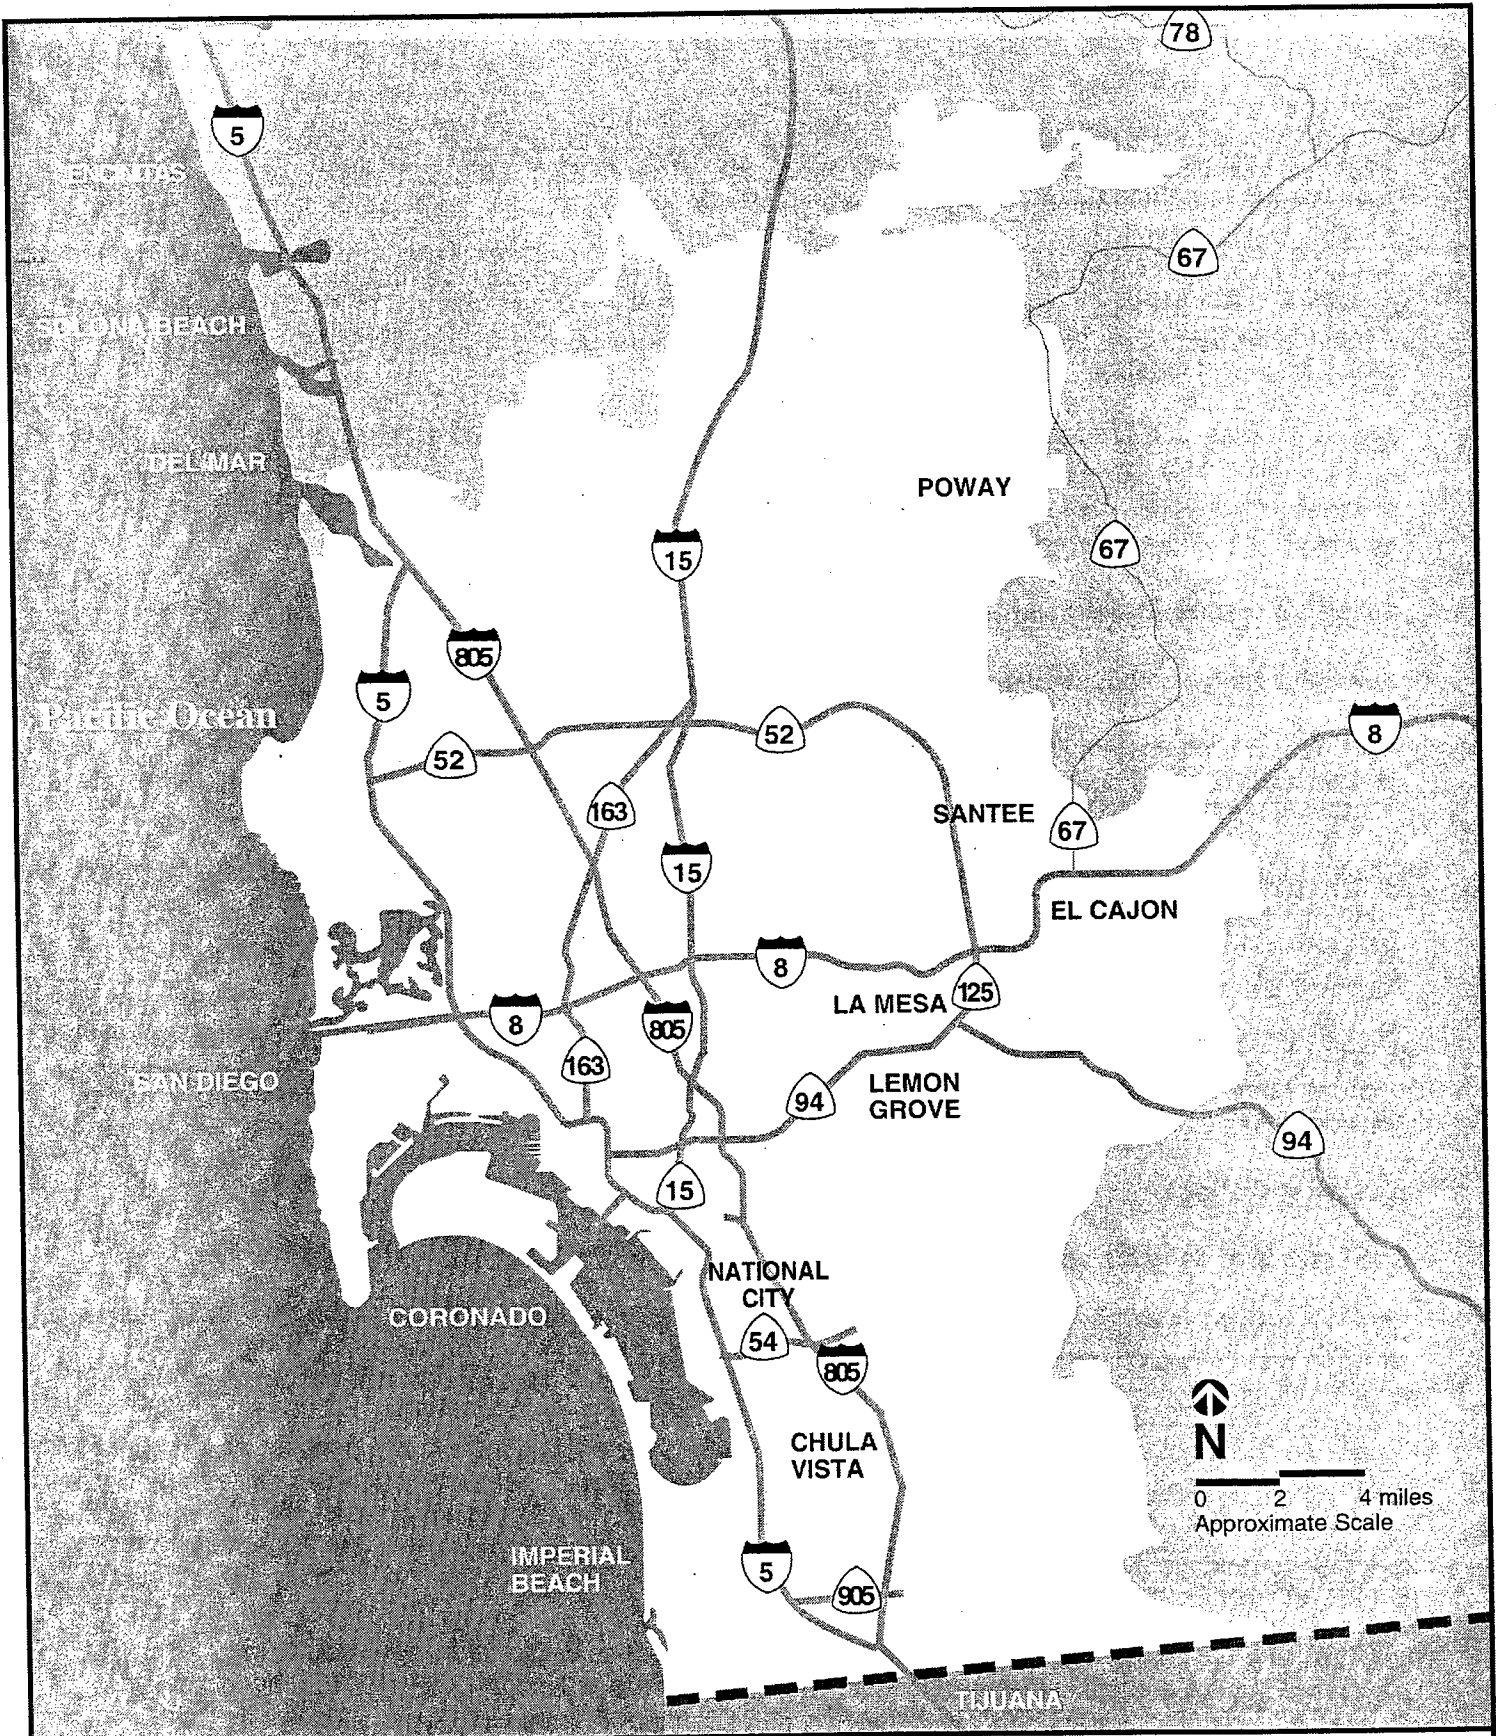 78
5
ENCINITAS
67
SOLONA BEACH
DEL MAR
POWAY
15
67
805
5
Pacific Ocean
52
52
8
163
SANTEE
67
15
EL CAJON
8
LA MESA
125
8
805
163
SAN DIEGO
LEMON
GROVE
94
94
15
NATIONAL
CITY
CORONADO
54
805
N
CHULA
VISTA
0 2 4 miles
Approximate Scale
IMPERIAL
BEACH
5
905
TIJUANA